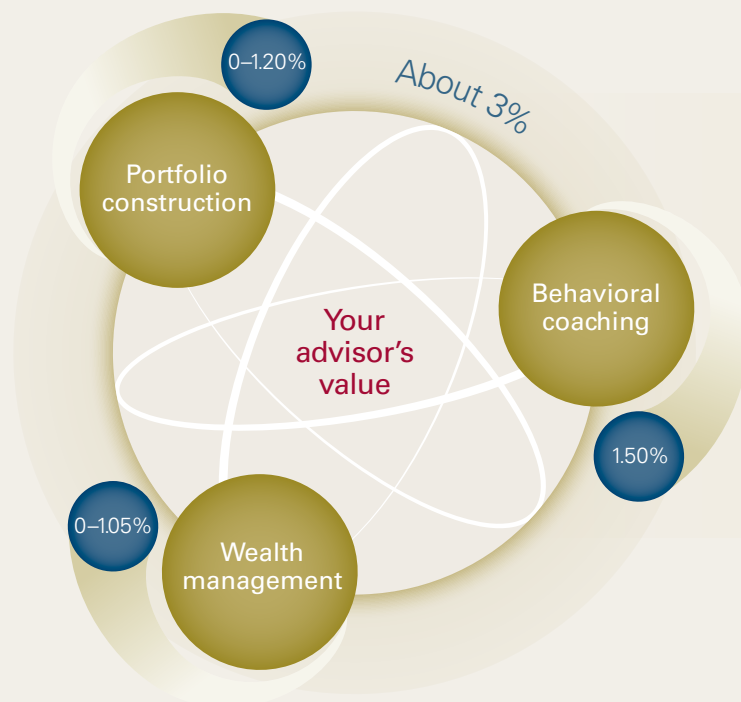 0–1.20%
About 3%
Portfolio
construction
Behavioral
coaching
Your
advisor’s
value
1.50%
0–1.05%
Wealth
management